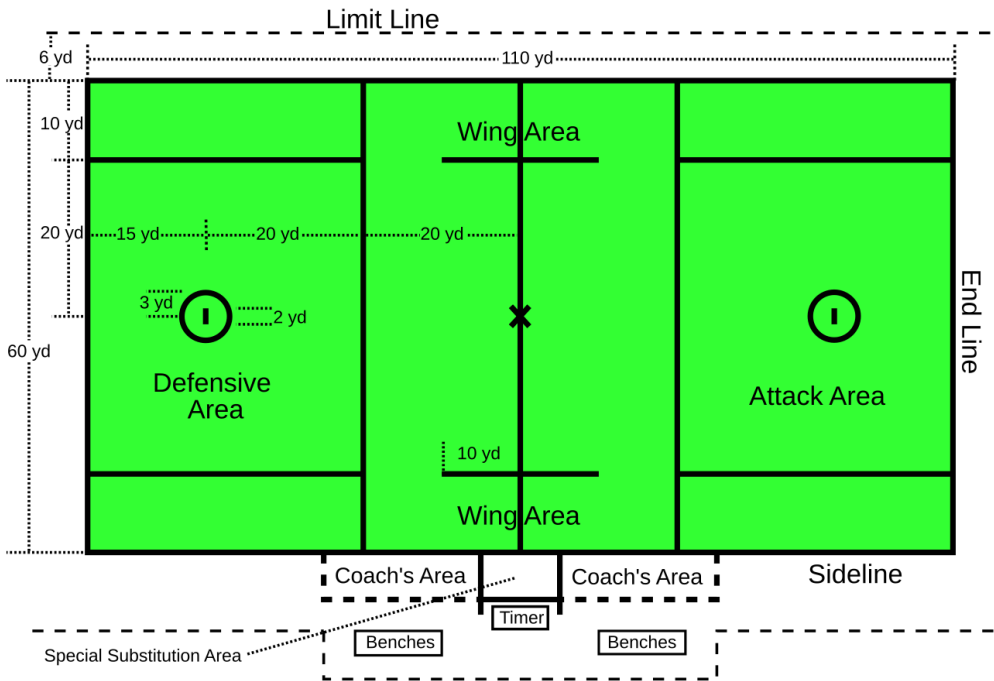 Limit Line
6 yd
110 yd
10 yd
Wing Area
20 yd
15 yd
20 yd
20 yd
3 yd
2 yd
End Line
60 yd
Defensive
Area
Attack Area
10 yd
Wing Area
Coach's Area
Coach's Area
Sideline
Timer
Benches
Benches
Special Substitution Area